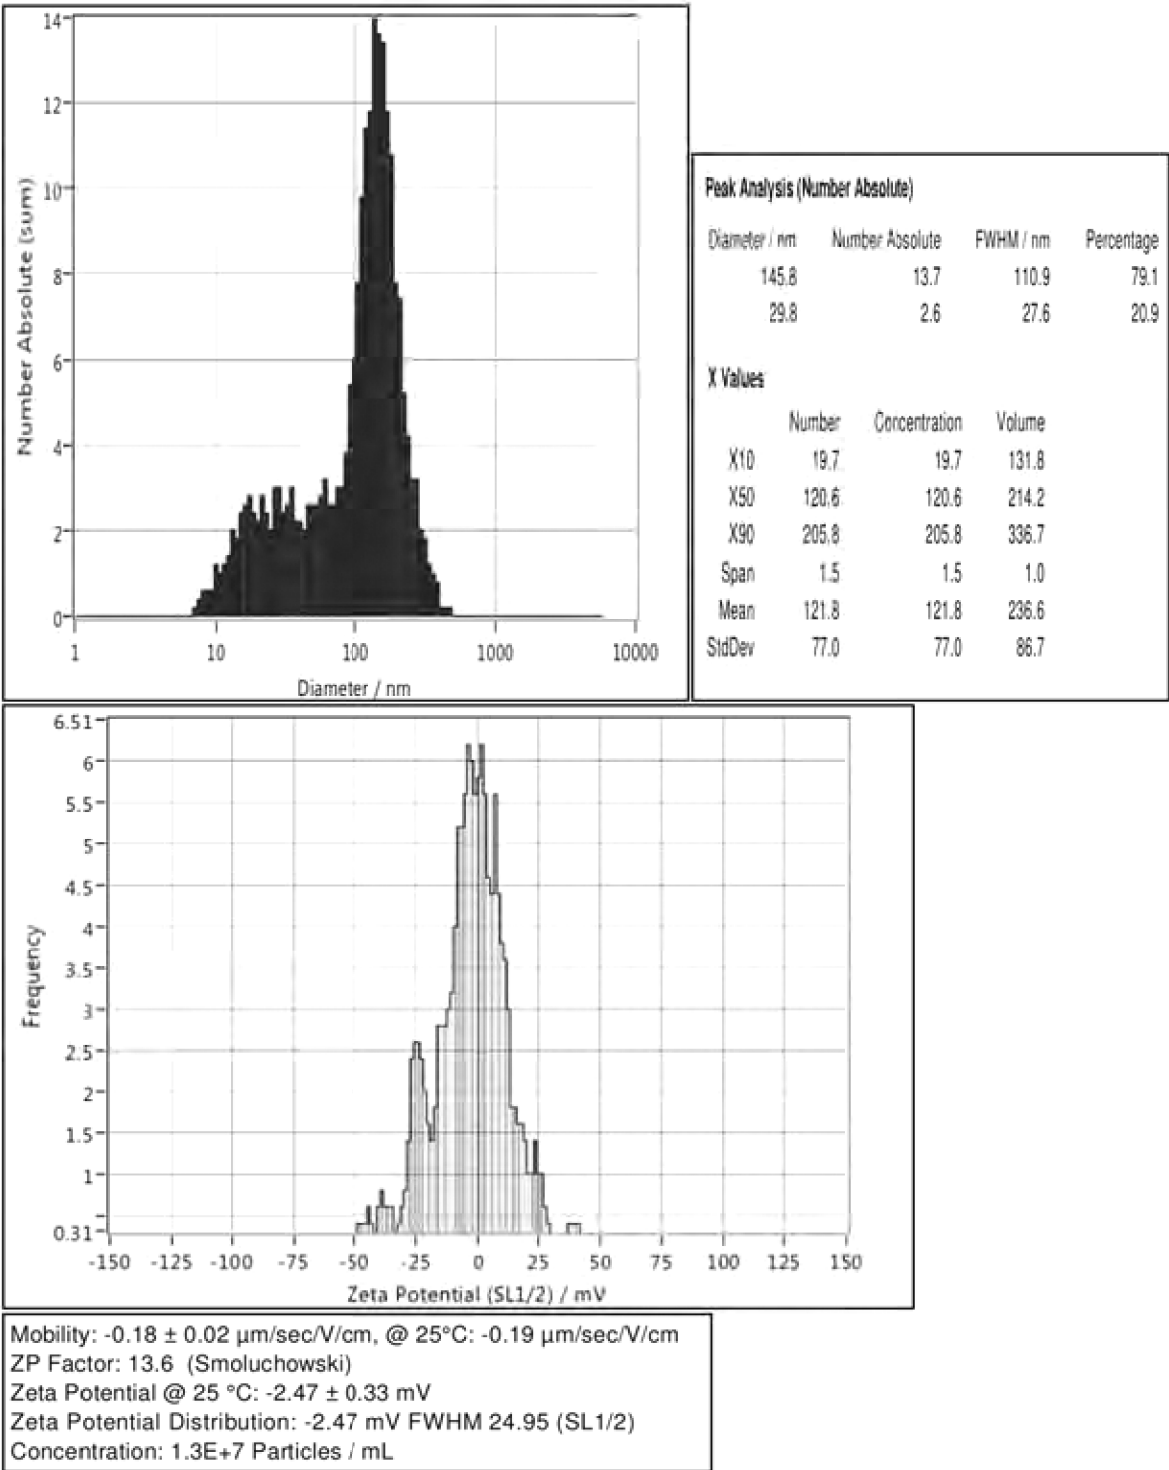 14
12
10
8
6
4
2
0
Number Absolute (sum)
1 10 100 1000 10000
Diameter / nm
Peak Analysis (Number Absolute)
Diameter / nm Number Absolute FWHM / nm Percentage
145.8 13.7 110.9 79.1
29.8 2.6 27.6 20.9
X Values
Number Concentration Volume
X10 19.7 19.7 131.8
X50 120.6 120.6 214.2
X90 205.8 205.8 336.7
Span 1.5 1.5 1.0
Mean 121.8 121.8 236.6
StdDev 77.0 77.0 86.7
6.51
6
5.5
5
4.5
4
3.5
3
2.5
2
1.5
1
0.31
Frequency
-150 -125 -100 -75 -50 -25 0 25 50 75 100 125 150
Zeta Potential (SL1/2) / mV
Mobility: -0.18 ± 0.02 µm/sec/V/cm, @ 25°C: -0.19 µm/sec/V/cm
ZP Factor: 13.6 (Smoluchowski)
Zeta Potential @ 25 °C: -2.47 ± 0.33 mV
Zeta Potential Distribution: -2.47 mV FWHM 24.95 (SL1/2)
Concentration: 1.3E+7 Particles / mL